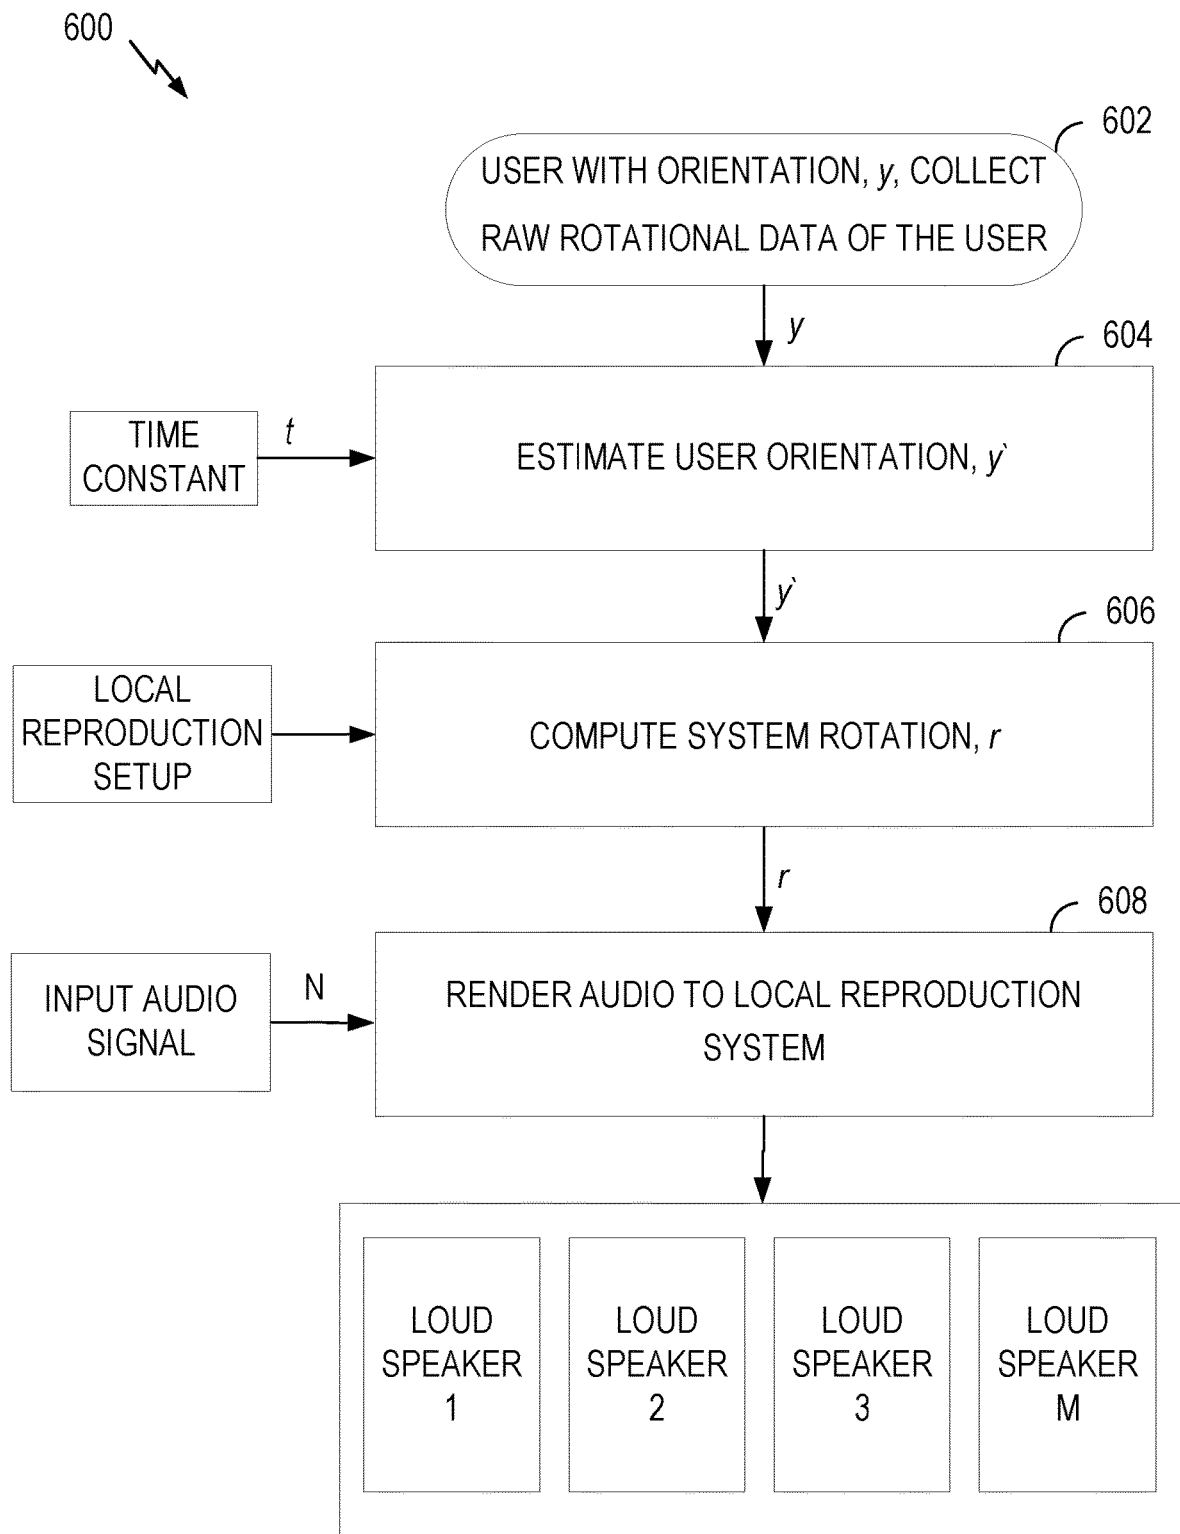 600
602
USER WITH ORIENTATION, y, COLLECT
RAW ROTATIONAL DATA OF THE USER
y
604
TIME
CONSTANT
t
ESTIMATE USER ORIENTATION, y`
y`
606
LOCAL
REPRODUCTION
SETUP
COMPUTE SYSTEM ROTATION, r
r
608
INPUT AUDIO
SIGNAL
N
RENDER AUDIO TO LOCAL REPRODUCTION
SYSTEM
LOUD
SPEAKER
1
LOUD
SPEAKER
2
LOUD
SPEAKER
3
LOUD
SPEAKER
M